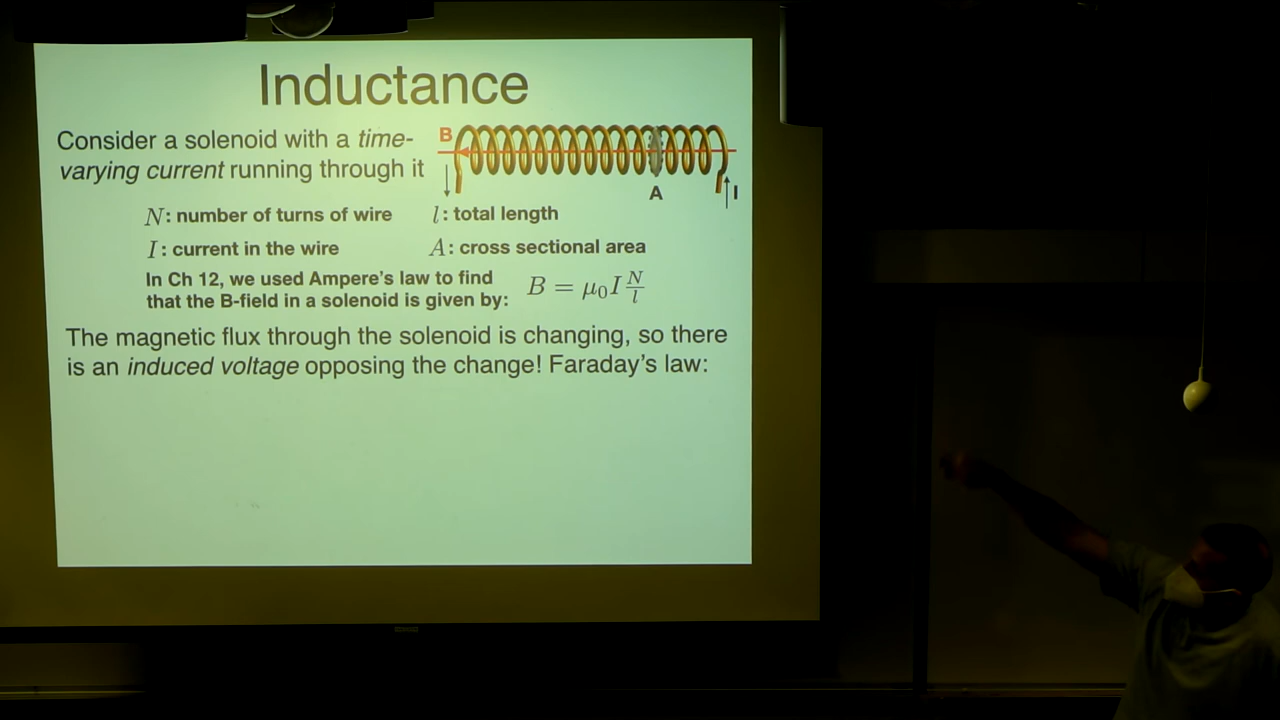 Inductance
Consider a solenoid with a time-
varying current running through it
B
A
I
N: number of turns of wire
l: total length
I: current in the wire
A: cross sectional area
In Ch 12, we used Ampere's law to find
that the B-field in a solenoid is given by:
B = μ₀I N/l
The magnetic flux through the solenoid is changing, so there
is an induced voltage opposing the change! Faraday's law: